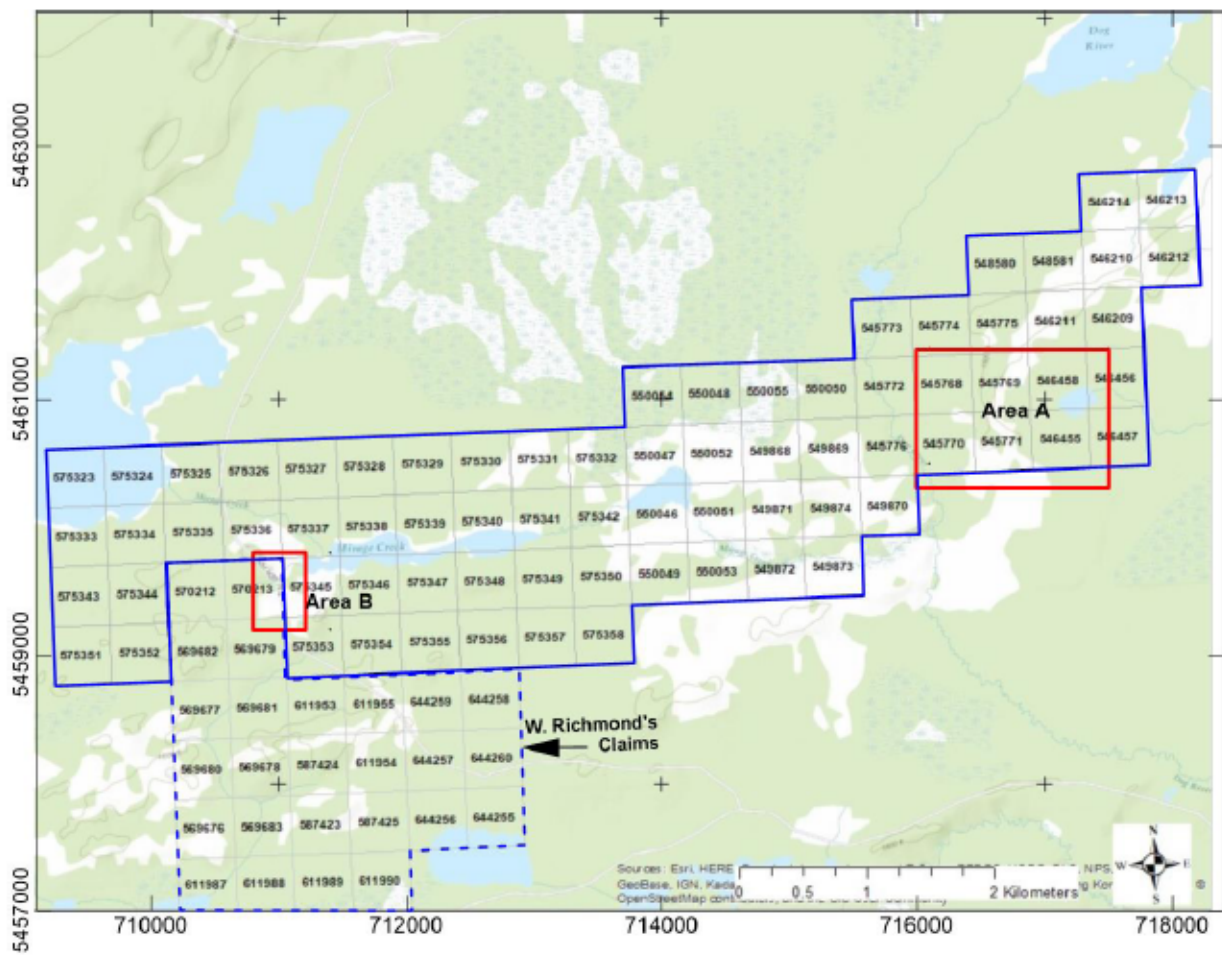 Dog
River
5463000
5461000
5459000
5457000
546214 546213
548580 548581 546210 546212
545773 545774 545775 546211 546209
550054 550048 550055 550050 545772 545768 545769 546458 546456
Area A
575323 575324 575325 575326 575327 575328 575329 575330 575331 575332 550047 550052 549868 549869 545776 545770 545771 546455 546457
575333 575334 575335 575336 575337 575338 575339 575340 575341 575342 550046 550051 549871 549874 549870
Mirage Creek
575343 575344 570212 570213 575345 575346 575347 575348 575349 575350 550049 550053 549872 549873
Area B
575351 575352 569682 569679 575353 575354 575355 575356 575357 575358
569677 569681 611953 611955 644259 644258
W. Richmond's
Claims
569680 569678 587424 611954 644257 644260
569676 569683 587423 587425 644256 644255
611987 611988 611989 611990
N
W E
S
Sources: Esri, HERE
NPS,
GeoBase, IGN, Kada
OpenStreetMap
0 0.5 1 2 Kilometers
710000 712000 714000 716000 718000